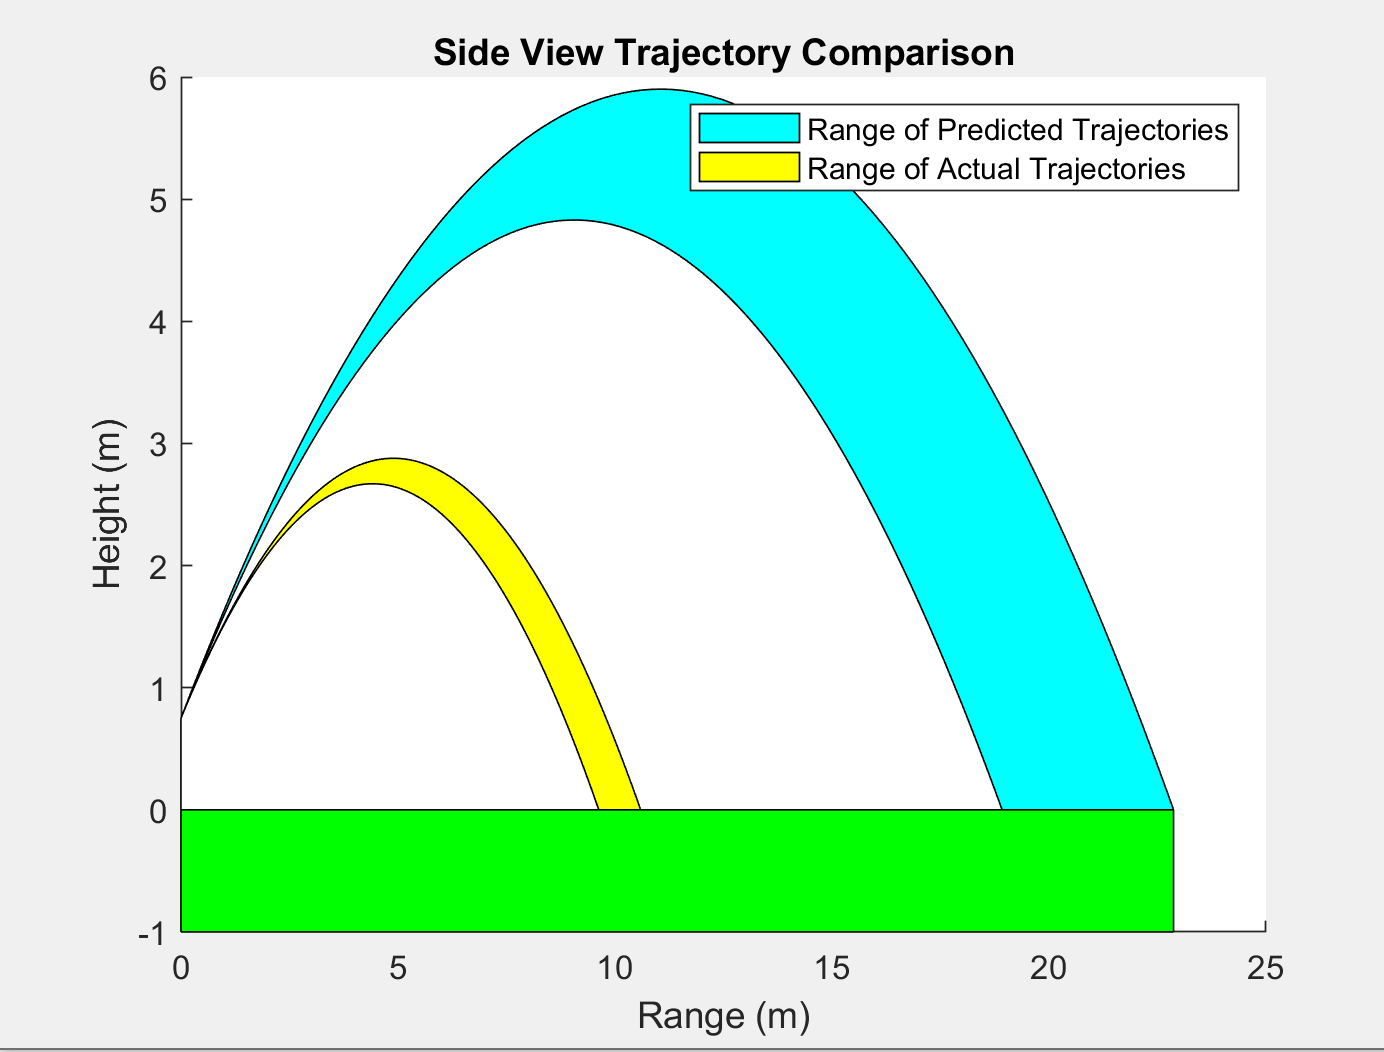 Side View Trajectory Comparison
6
5
4
3
2
1
0
-1
Height (m)
Range of Predicted Trajectories
Range of Actual Trajectories
0 5 10 15 20 25
Range (m)